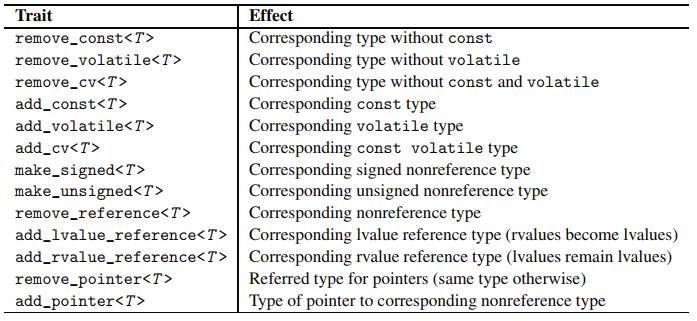 Trait Effect
remove_const<T> Corresponding type without const
remove_volatile<T> Corresponding type without volatile
remove_cv<T> Corresponding type without const and volatile
add_const<T> Corresponding const type
add_volatile<T> Corresponding volatile type
add_cv<T> Corresponding const volatile type
make_signed<T> Corresponding signed nonreference type
make_unsigned<T> Corresponding unsigned nonreference type
remove_reference<T> Corresponding nonreference type
add_lvalue_reference<T> Corresponding lvalue reference type (rvalues become lvalues)
add_rvalue_reference<T> Corresponding rvalue reference type (lvalues remain lvalues)
remove_pointer<T> Referred type for pointers (same type otherwise)
add_pointer<T> Type of pointer to corresponding nonreference type